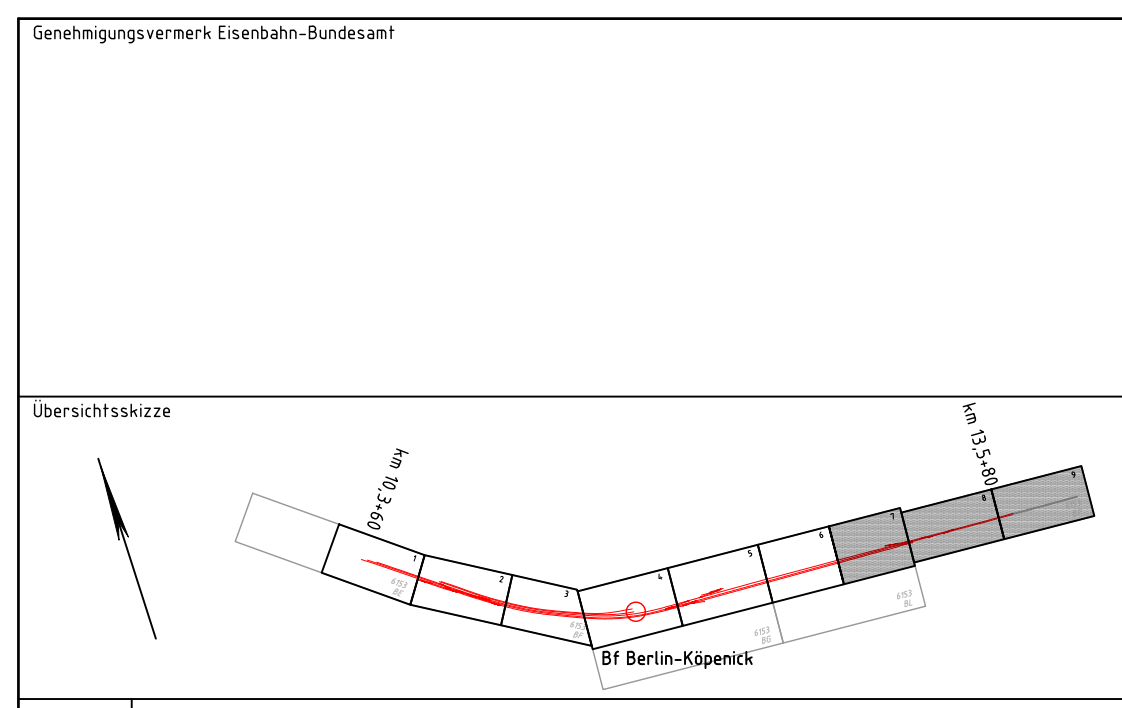 Genehmigungsvermerk Eisenbahn-Bundesamt
Übersichtsskizze
km 10,3+60
km 13,5+80
1
2
3
4
5
6
7
8
9
6153
BE
6153
BF
6153
BG
6153
BL
Bf Berlin-Köpenick